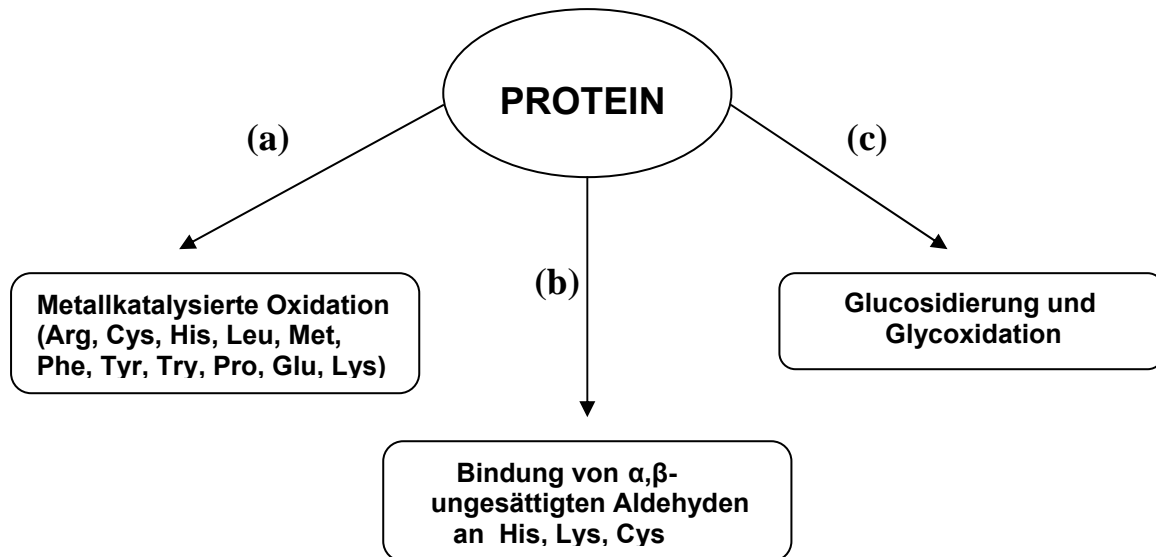 PROTEIN
(a)
(c)
(b)
Metallkatalysierte Oxidation
(Arg, Cys, His, Leu, Met,
Phe, Tyr, Try, Pro, Glu, Lys)
Glucosidierung und
Glycoxidation
Bindung von α,β-
ungesättigten Aldehyden
an His, Lys, Cys